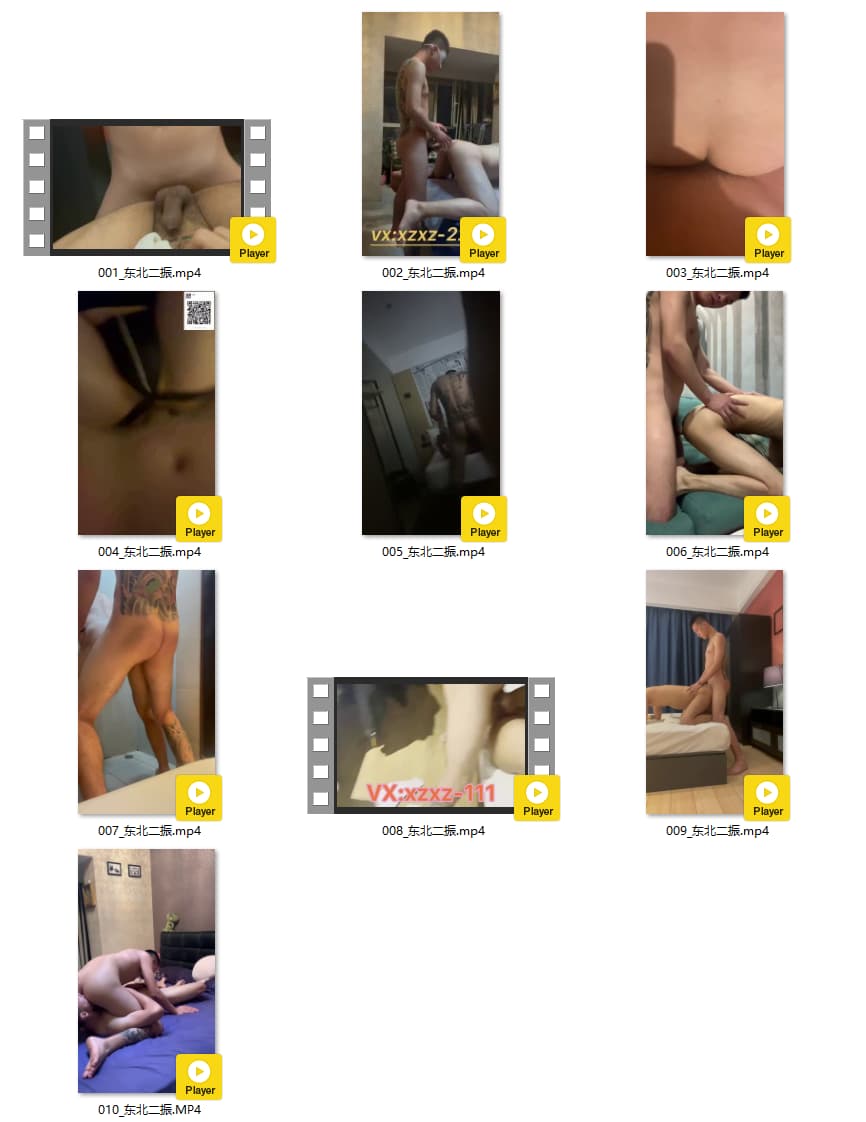 Player
001_东北二振.mp4
vx:xzxz-2
Player
002_东北二振.mp4
Player
003_东北二振.mp4
Player
004_东北二振.mp4
Player
005_东北二振.mp4
Player
006_东北二振.mp4
Player
007_东北二振.mp4
VX:xzxz-111
Player
008_东北二振.mp4
Player
009_东北二振.mp4
Player
010_东北二振.MP4